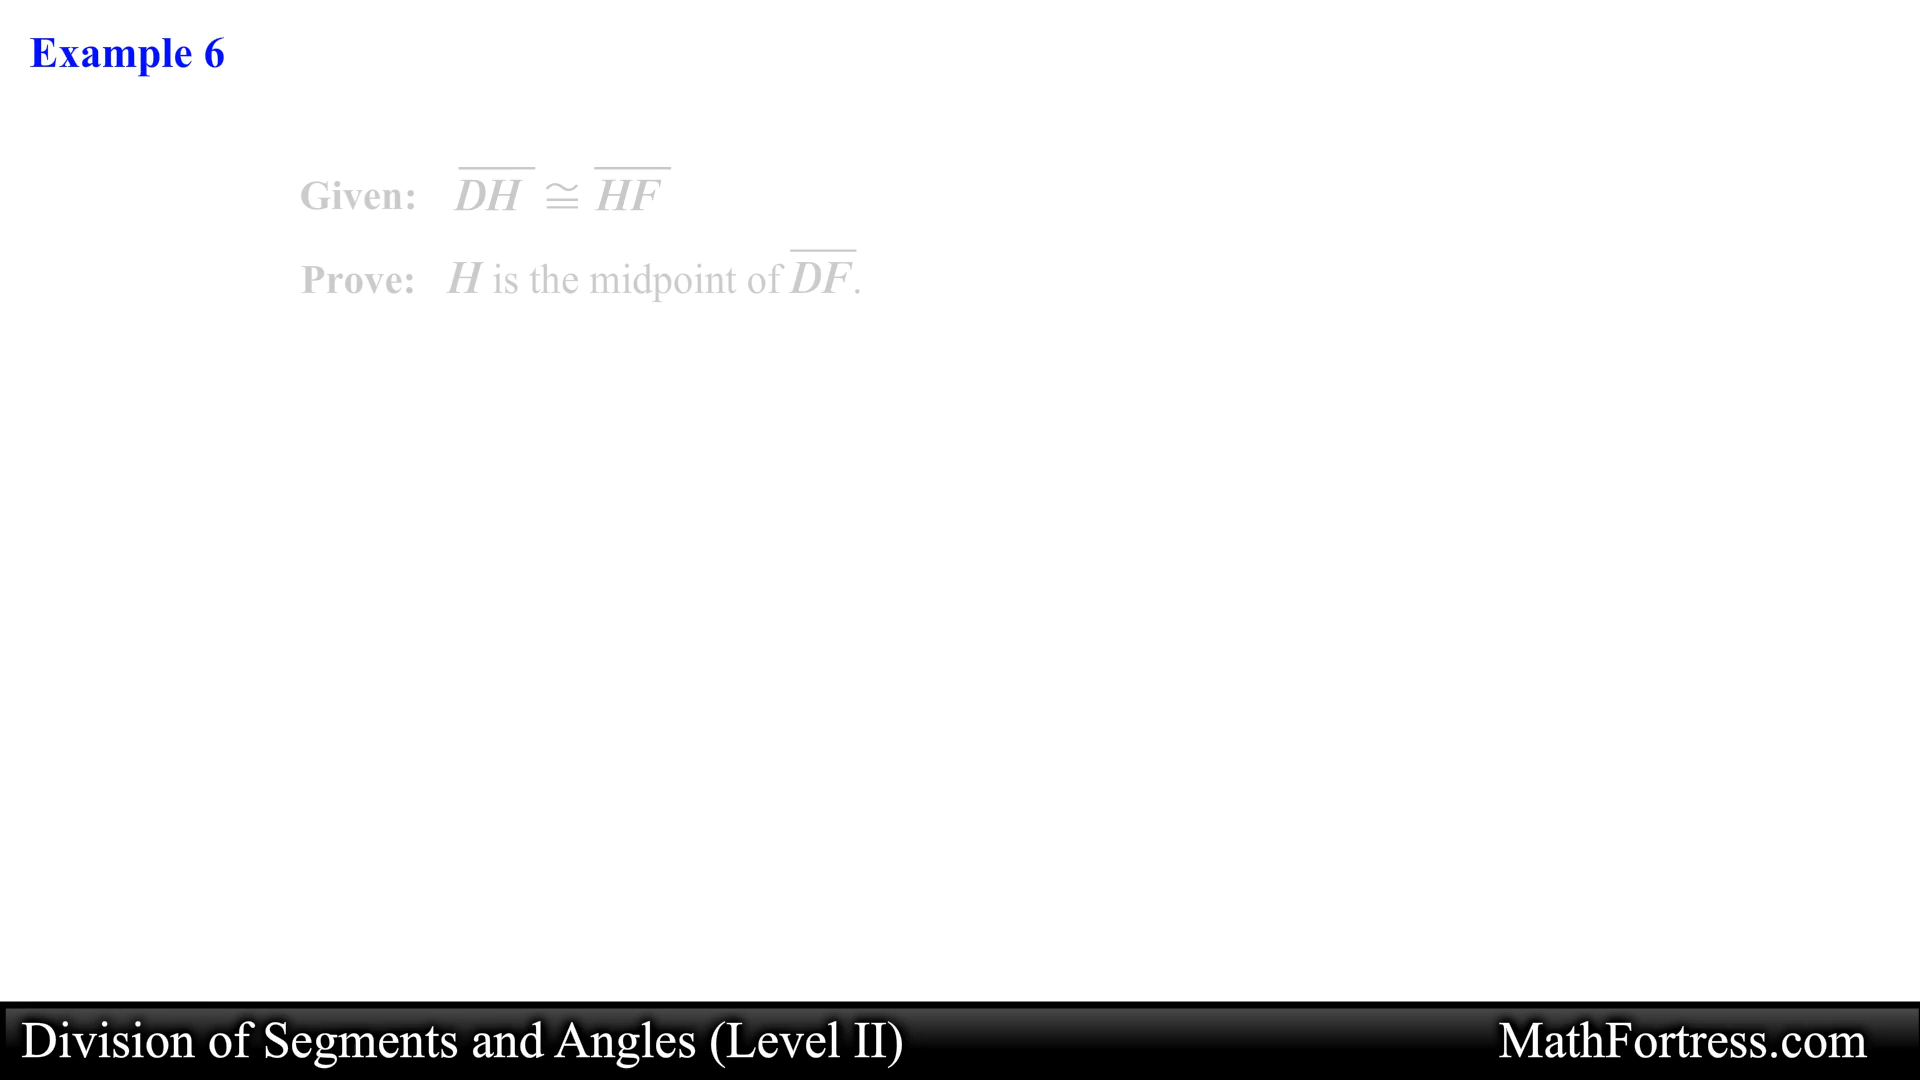 Example 6
Given: DH ≅ HF
Prove: H is the midpoint of DF.
Division of Segments and Angles (Level II)
MathFortress.com